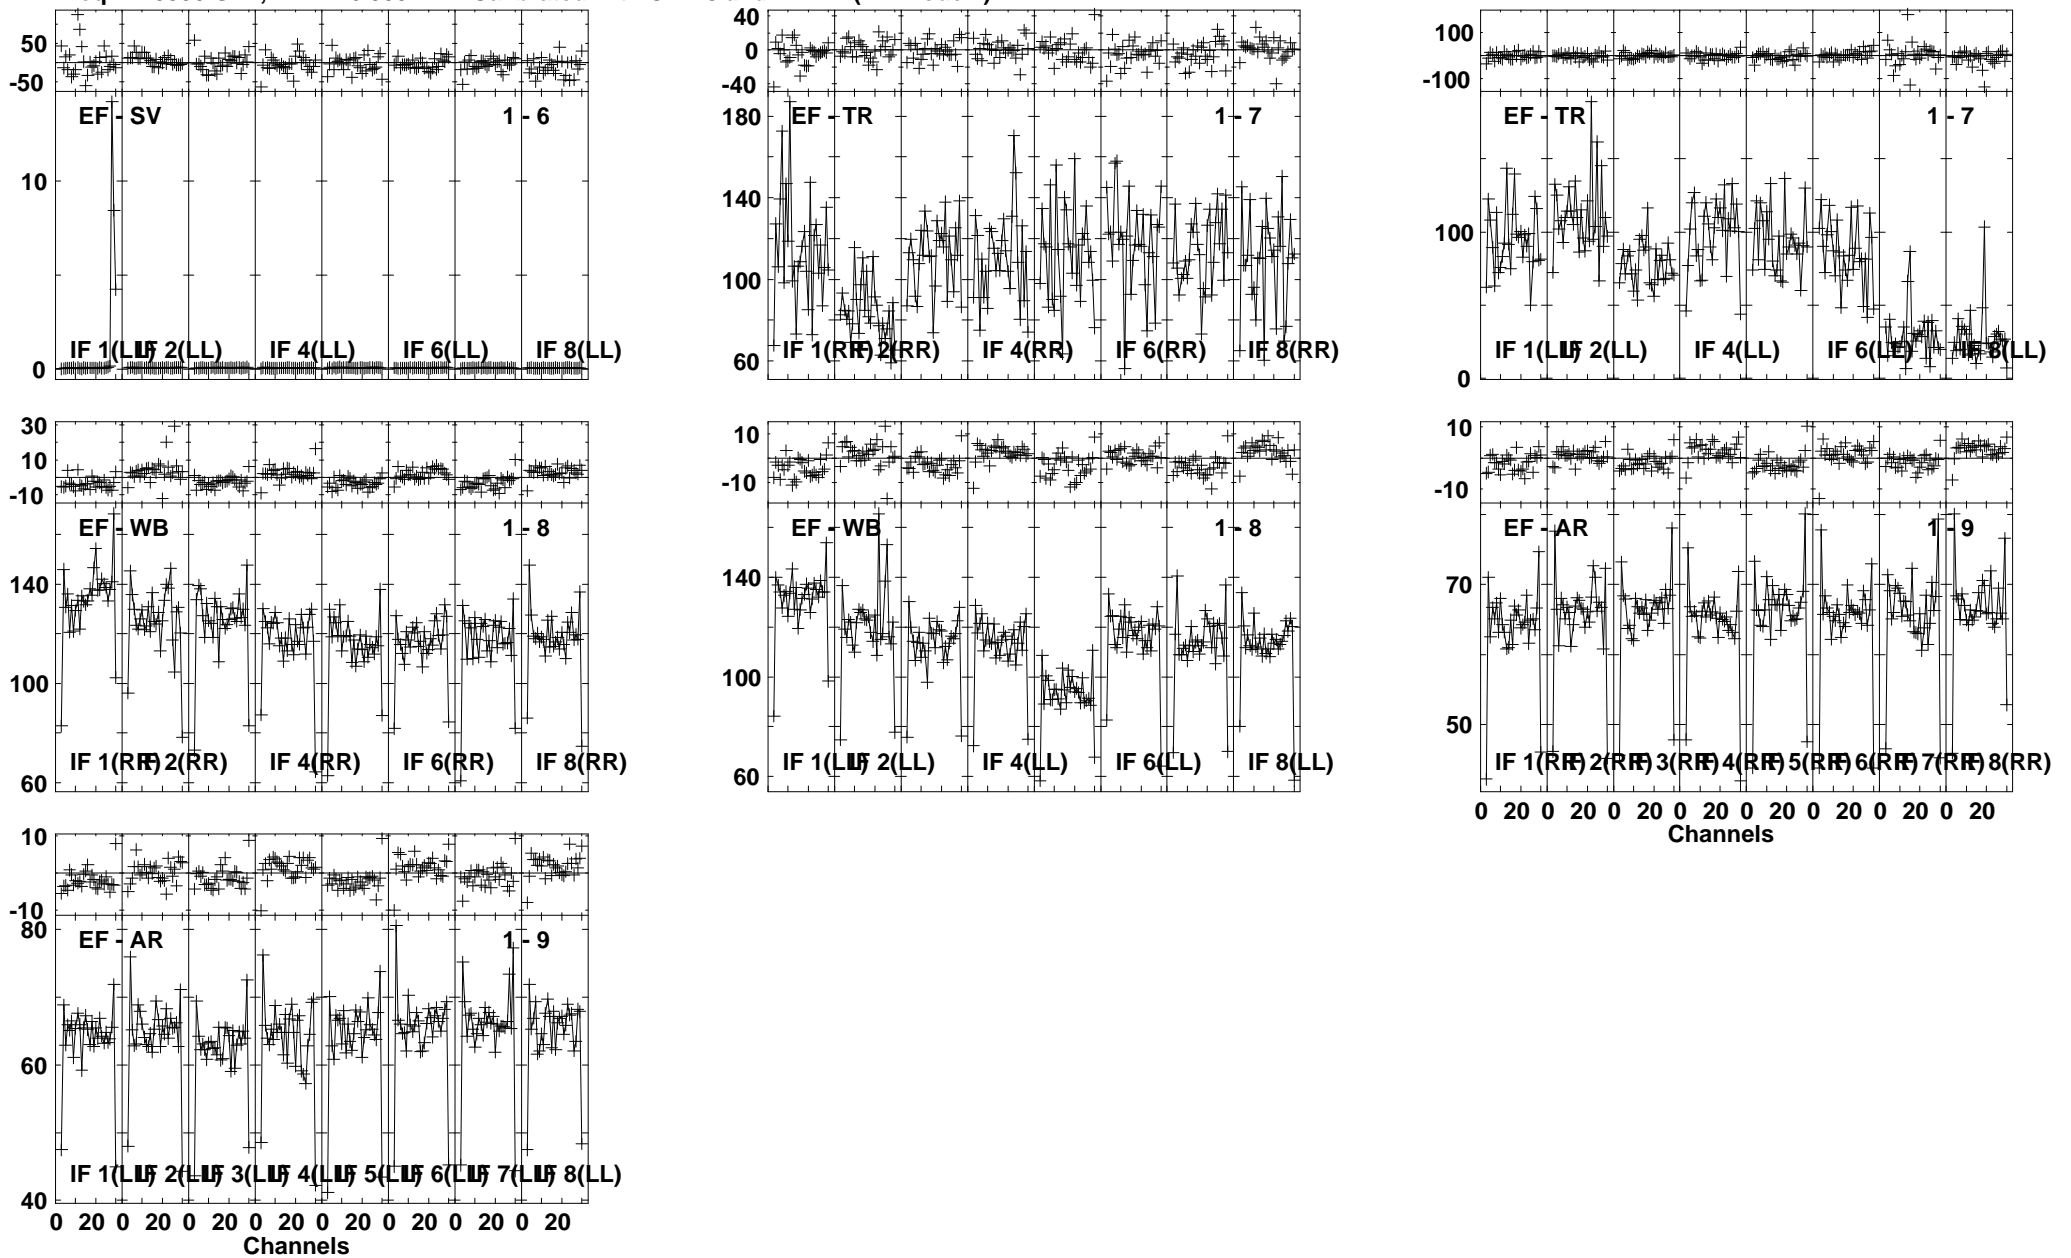 50
-50
EF - SV 1 - 6
10
0
IF 1(LL) IF 2(LL) IF 4(LL) IF 6(LL) IF 8(LL)
40
0
-40
180
EF - TR 1 - 7
140
100
60
IF 1(RR) IF 2(RR) IF 4(RR) IF 6(RR) IF 8(RR)
100
-100
EF - TR 1 - 7
100
0
IF 1(LL) IF 2(LL) IF 4(LL) IF 6(LL) IF 8(LL)
30
10
-10
EF - WB 1 - 8
140
100
60
IF 1(RR) IF 2(RR) IF 4(RR) IF 6(RR) IF 8(RR)
10
-10
EF - WB 1 - 8
140
100
60
IF 1(LL) IF 2(LL) IF 4(LL) IF 6(LL) IF 8(LL)
10
-10
EF - AR 1 - 9
70
50
IF 1(RR) IF 2(RR) IF 3(RR) IF 4(RR) IF 5(RR) IF 6(RR) IF 7(RR) IF 8(RR)
0 20 0 20 0 20 0 20 0 20 0 20 0 20 0 20
Channels
10
-10
80
EF - AR 1 - 9
60
40
IF 1(LL) IF 2(LL) IF 3(LL) IF 4(LL) IF 5(LL) IF 6(LL) IF 7(LL) IF 8(LL)
0 20 0 20 0 20 0 20 0 20 0 20 0 20 0 20
Channels